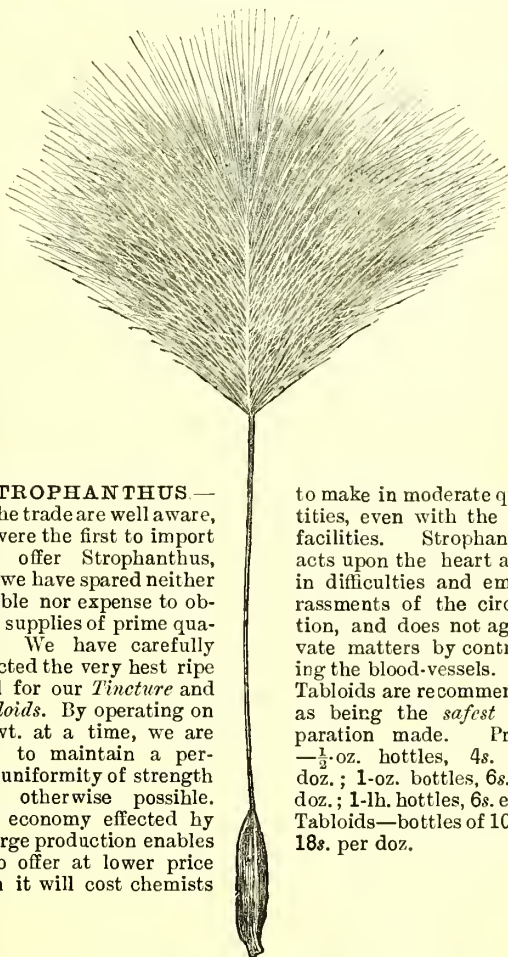 TROPHANTHUS.—
he trade are well aware,
vere the first to import
offer Strophanthus,
we have spared neither
ble nor expense to ob-
supplies of prime qua-
We have carefully
cted the very hest ripe
l for our Tincture and
loids. By operating on
vt. at a time, we are
to maintain a per-
uniformity of strength
otherwise possible.
economy effected hy
rge production enables
o offer at lower price
it will cost chemists
to make in moderate q
tities, even with the
facilities. Strophan
acts upon the heart a
in difficulties and em
rassments of the circ
tion, and does not ag
vate matters by contr
ing the blood-vessels.
Tabloids are recommen
as being the safest
paration made. Pr
—½-oz. hottles, 4s.
doz.; 1-oz. bottles, 6s.
doz.; 1-lh. hottles, 6s. e
Tabloids—bottles of 10
18s. per doz.